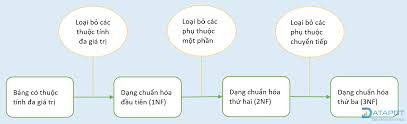 Loại bỏ các
thuộc tính
đa giá trị
Loại bỏ các
phụ thuộc
một phần
Loại bỏ các
phụ thuộc
chuyển tiếp
Bảng có thuộc
tính đa giá trị
Dạng chuẩn hóa
đầu tiên (1NF)
Dạng chuẩn hóa
thứ hai (2NF)
Dạng chuẩn hóa
thứ ba (3NF)
DATAPOT